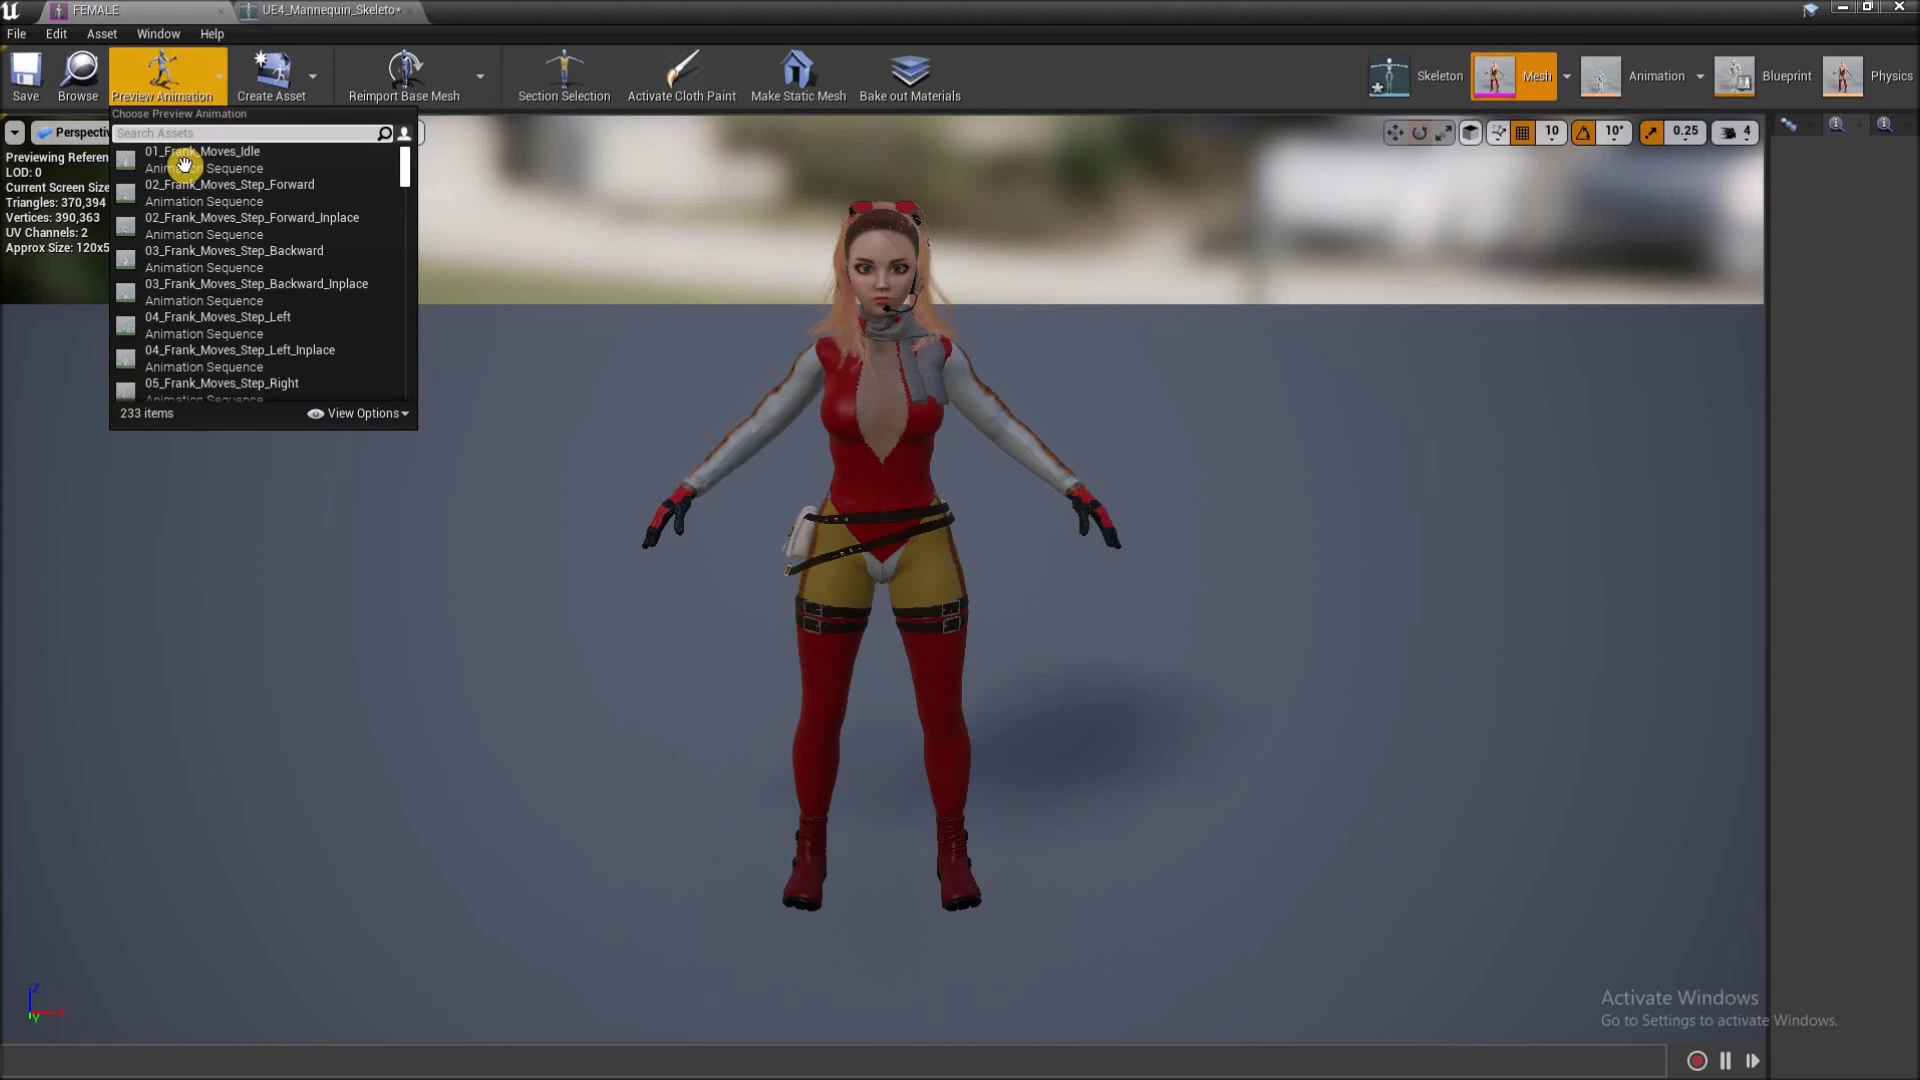 FEMALE
UE4_Mannequin_Skeleto*
File Edit Asset Window Help
Save
Browse
Preview Animation
Create Asset
Reimport Base Mesh
Section Selection
Activate Cloth Paint
Make Static Mesh
Bake out Materials
Skeleton
Mesh
Animation
Blueprint
Physics
Choose Preview Animation
Search Assets
Perspectiv
10
10°
0.25
4
Previewing Referen
LOD: 0
Current Screen Size
Triangles: 370,394
Vertices: 390,363
UV Channels: 2
Approx Size: 120x5
01_Frank_Moves_Idle
Animation Sequence
02_Frank_Moves_Step_Forward
Animation Sequence
02_Frank_Moves_Step_Forward_Inplace
Animation Sequence
03_Frank_Moves_Step_Backward
Animation Sequence
03_Frank_Moves_Step_Backward_Inplace
Animation Sequence
04_Frank_Moves_Step_Left
Animation Sequence
04_Frank_Moves_Step_Left_Inplace
Animation Sequence
05_Frank_Moves_Step_Right
Animation Sequence
233 items
View Options
Z
X
Y
Activate Windows
Go to Settings to activate Windows.